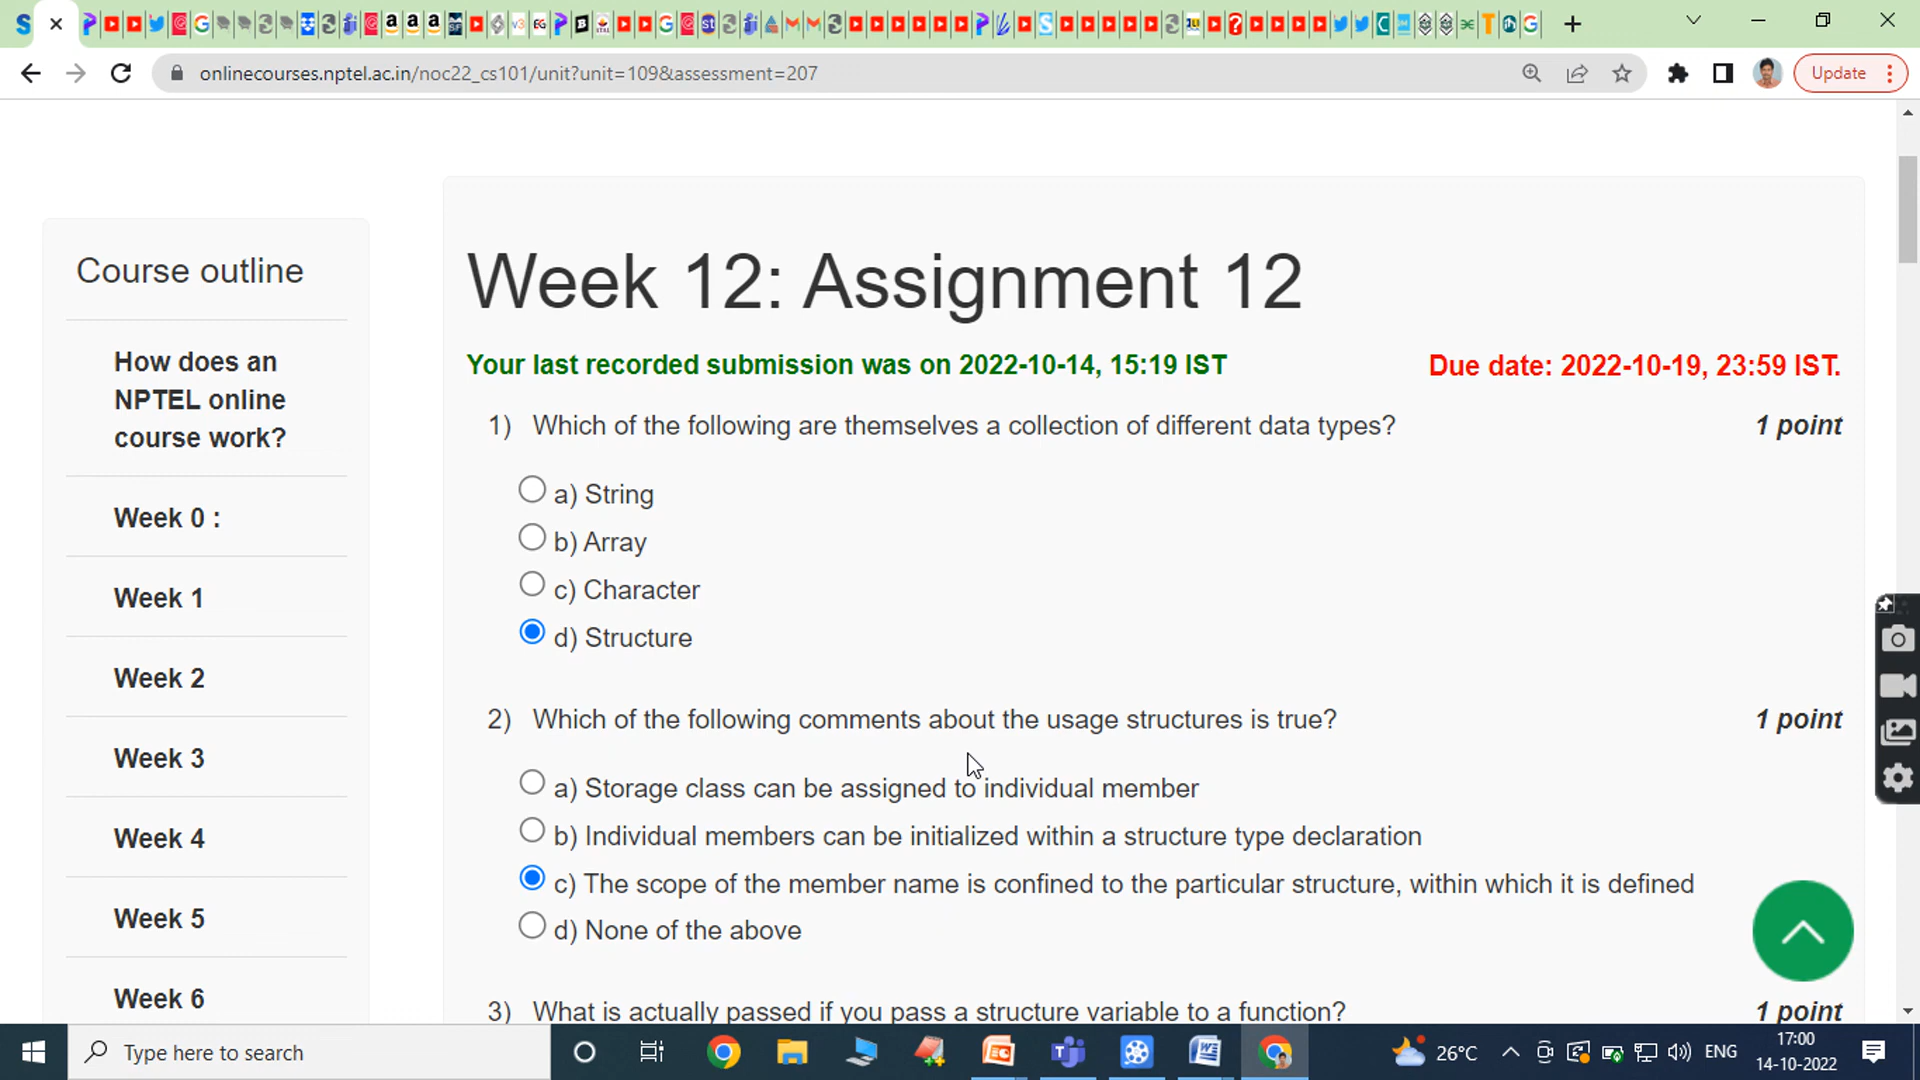 onlinecourses.nptel.ac.in/noc22_cs101/unit?unit=109&assessment=207
Update
Course outline
How does an
NPTEL online
course work?
Week 0 :
Week 1
Week 2
Week 3
Week 4
Week 5
Week 6
Week 12: Assignment 12
Your last recorded submission was on 2022-10-14, 15:19 IST
Due date: 2022-10-19, 23:59 IST.
1) Which of the following are themselves a collection of different data types? 1 point
a) String
b) Array
c) Character
d) Structure
2) Which of the following comments about the usage structures is true? 1 point
a) Storage class can be assigned to individual member
b) Individual members can be initialized within a structure type declaration
c) The scope of the member name is confined to the particular structure, within which it is defined
d) None of the above
3) What is actually passed if you pass a structure variable to a function? 1 point
Type here to search
26°C
ENG
17:00
14-10-2022